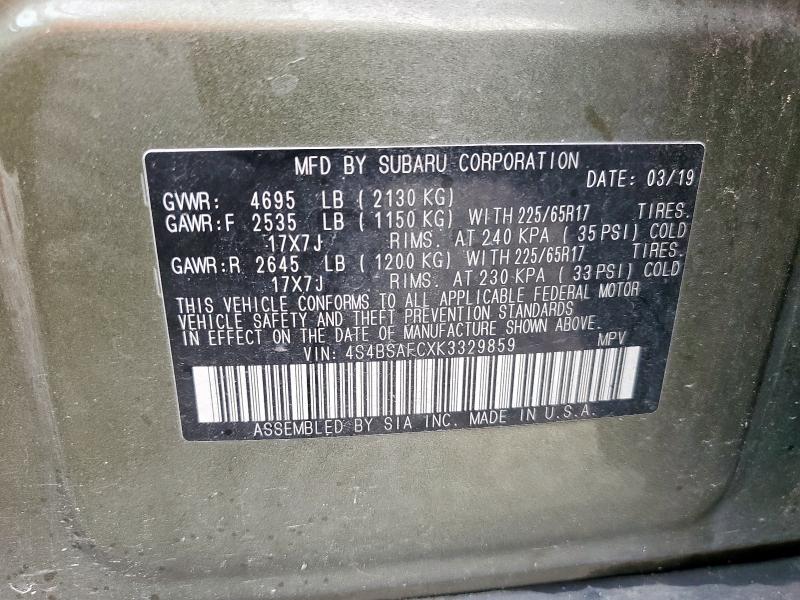 MFD BY SUBARU CORPORATION
DATE: 03/19
GVWR: 4695 LB ( 2130 KG)
GAWR:F 2535 LB ( 1150 KG) WITH 225/65R17 TIRES.
17X7J RIMS. AT 240 KPA ( 35 PSI) COLD
GAWR:R 2645 LB ( 1200 KG) WITH 225/65R17 TIRES.
17X7J RIMS. AT 230 KPA ( 33 PSI) COLD
THIS VEHICLE CONFORMS TO ALL APPLICABLE FEDERAL MOTOR
VEHICLE SAFETY AND THEFT PREVENTION STANDARDS
IN EFFECT ON THE DATE OF MANUFACTURE SHOWN ABOVE.
VIN: 4S4BSAFCXK3329859 MPV
ASSEMBLED BY SIA INC. MADE IN U.S.A.